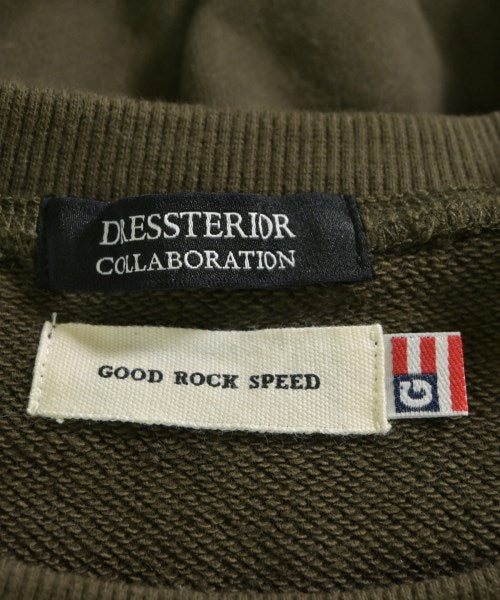 DRESSTERIOR
COLLABORATION
GOOD ROCK SPEED
G